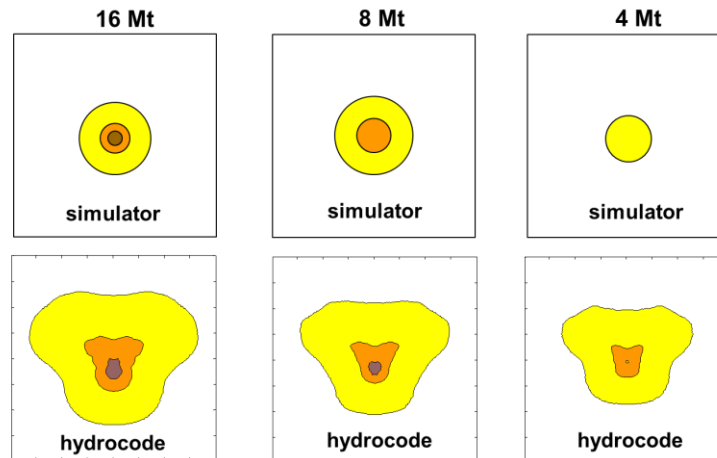 16 Mt
8 Mt
4 Mt
simulator
simulator
simulator
hydrocode
hydrocode
hydrocode